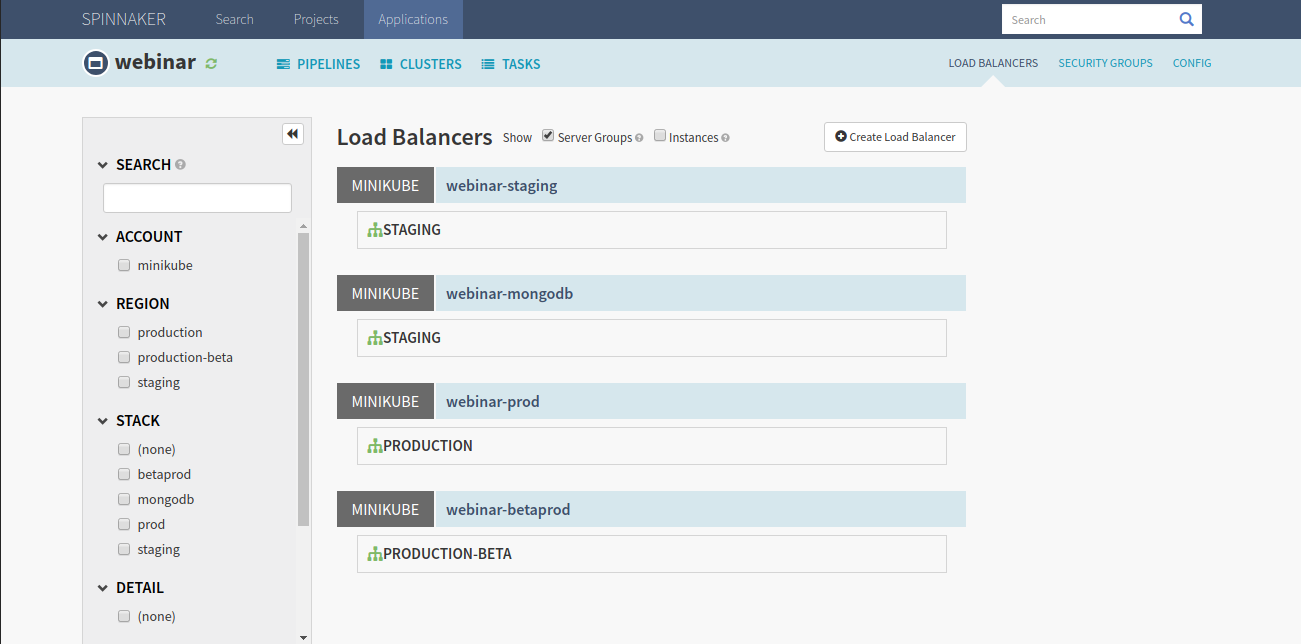 SPINNAKER Search Projects Applications Search
webinar PIPELINES CLUSTERS TASKS LOAD BALANCERS SECURITY GROUPS CONFIG
SEARCH
ACCOUNT
minikube
REGION
production
production-beta
staging
STACK
(none)
betaprod
mongodb
prod
staging
DETAIL
(none)
Load Balancers Show Server Groups Instances Create Load Balancer
MINIKUBE webinar-staging
STAGING
MINIKUBE webinar-mongodb
STAGING
MINIKUBE webinar-prod
PRODUCTION
MINIKUBE webinar-betaprod
PRODUCTION-BETA